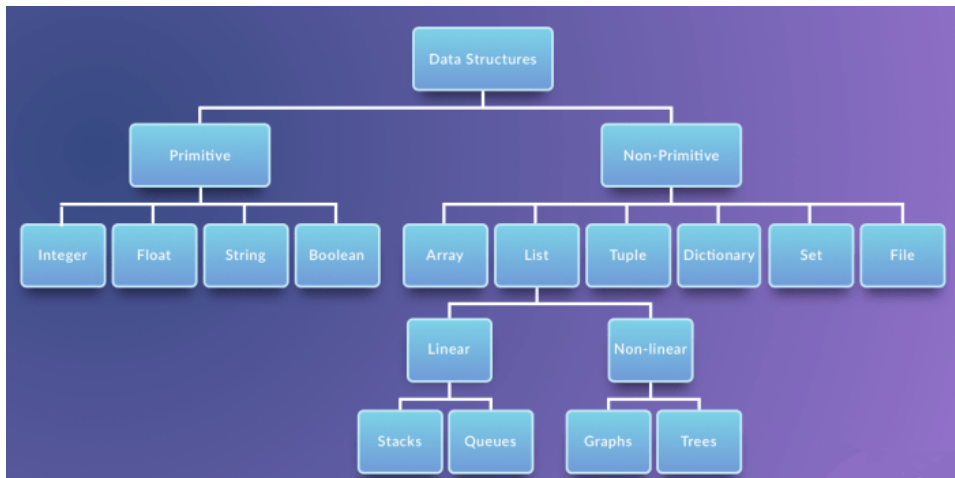 Data Structures
Primitive
Non-Primitive
Integer
Float
String
Boolean
Array
List
Tuple
Dictionary
Set
File
Linear
Non-linear
Stacks
Queues
Graphs
Trees